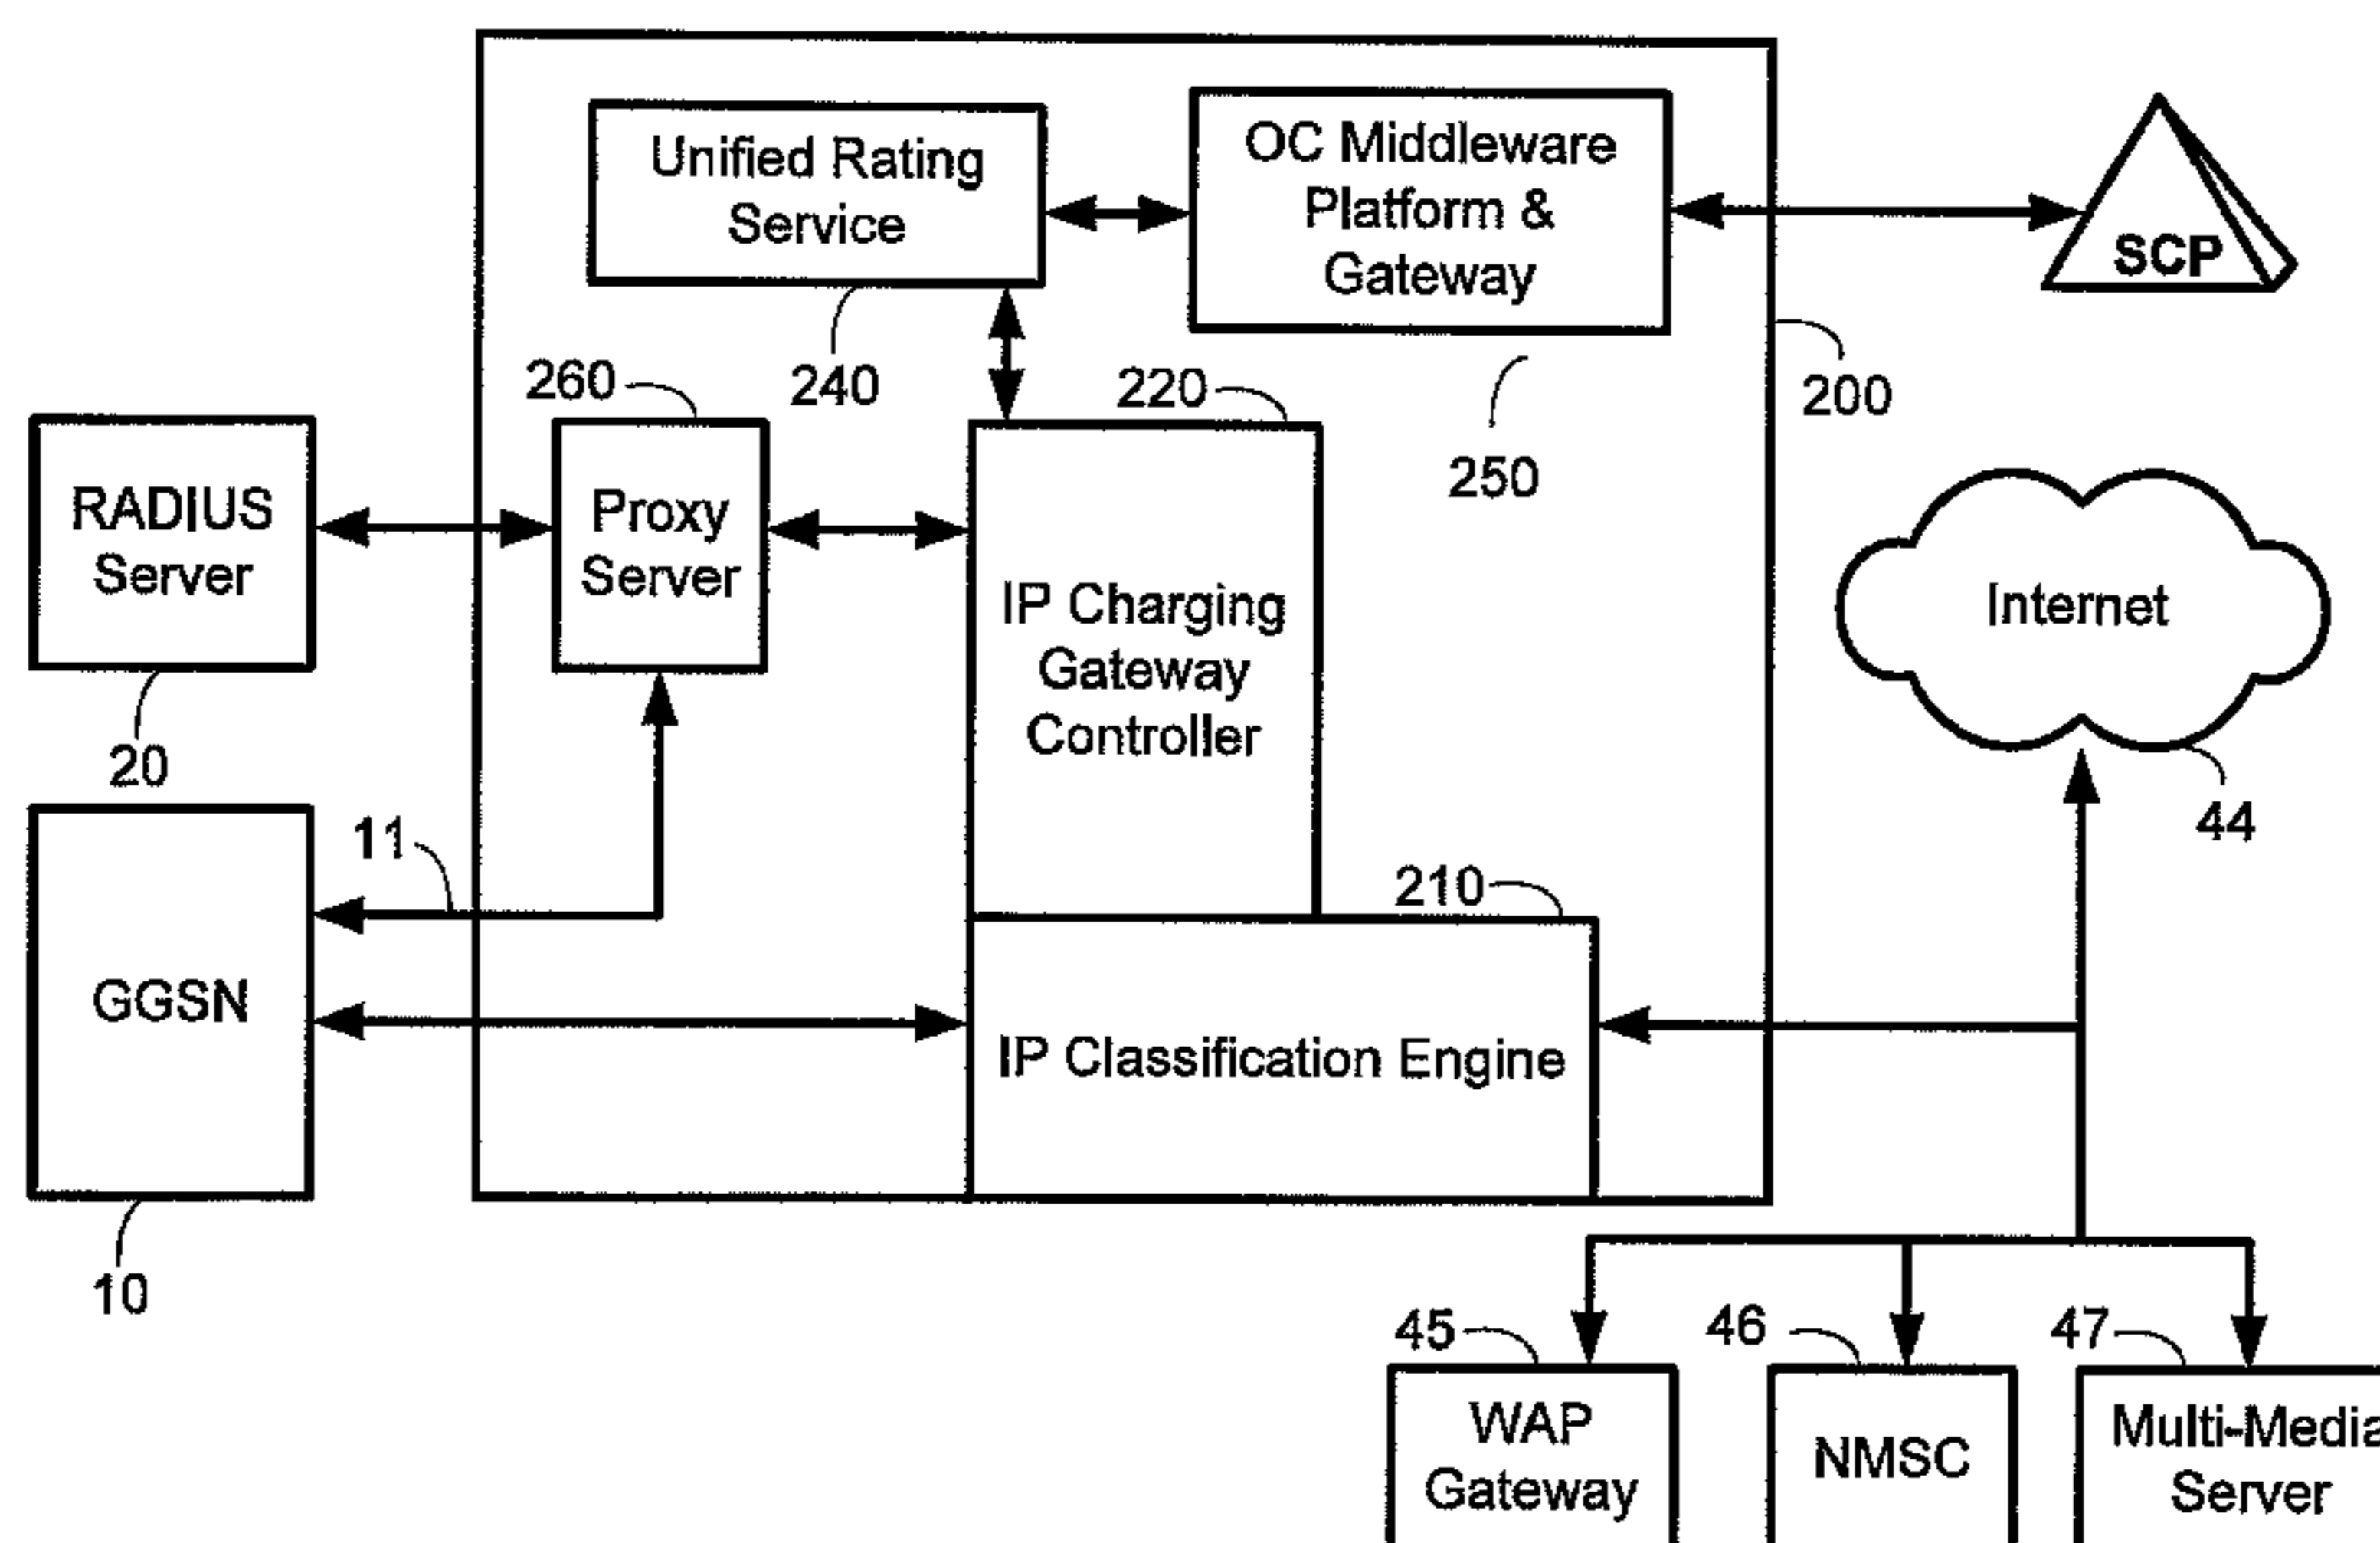 Unified Rating
Service
OC Middleware
Platform &
Gateway
SCP
260
240
220
250
200
RADIUS
Server
Proxy
Server
IP Charging
Gateway
Controller
Internet
20
11
44
210
GGSN
IP Classification Engine
10
45
46
47
WAP
Gateway
NMSC
Multi-Media
Server